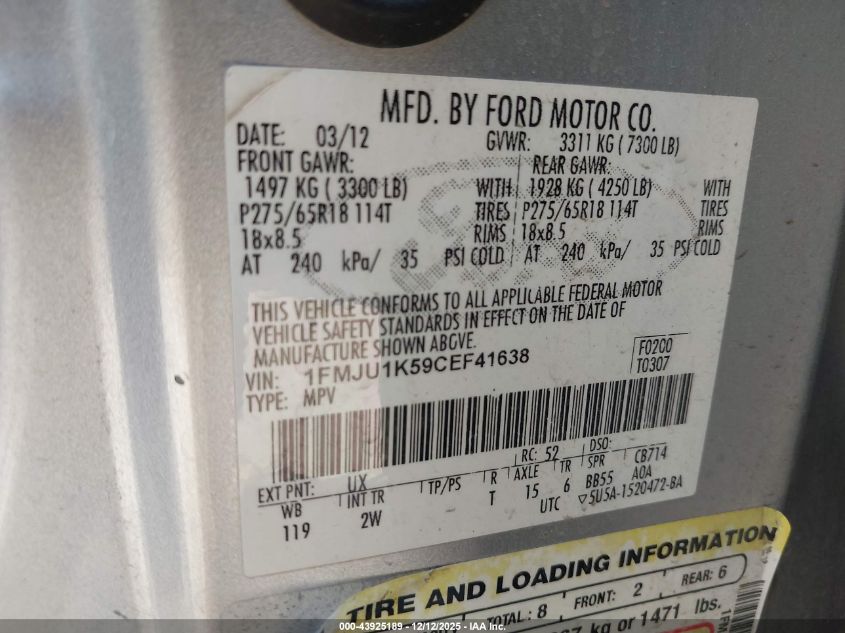 MFD. BY FORD MOTOR CO.
DATE: 03/12 GVWR: 3311 KG ( 7300 LB)
FRONT GAWR: REAR GAWR:
1497 KG ( 3300 LB) WITH 1928 KG ( 4250 LB) WITH
P275/65R18 114T TIRES P275/65R18 114T TIRES
18x8.5 RIMS 18x8.5 RIMS
AT 240 kPa/ 35 PSI COLD AT 240 kPa/ 35 PSI COLD
THIS VEHICLE CONFORMS TO ALL APPLICABLE FEDERAL MOTOR
VEHICLE SAFETY STANDARDS IN EFFECT ON THE DATE OF
MANUFACTURE SHOWN ABOVE.
VIN: 1FMJU1K59CEF41638 F0200
TYPE: MPV T0307
EXT PNT: UX RC: 52 DSO:
WB INT TR TP/PS R AXLE TR SPR CB714
119 2W T 15 6 BB55 A0A
UTC 5U5A-1520472-BA
TIRE AND LOADING INFORMATION
TOTAL: 8 FRONT: 2 REAR: 6
kg or 1471 lbs.
000-43925189 - 12/12/2025 - IAA Inc.